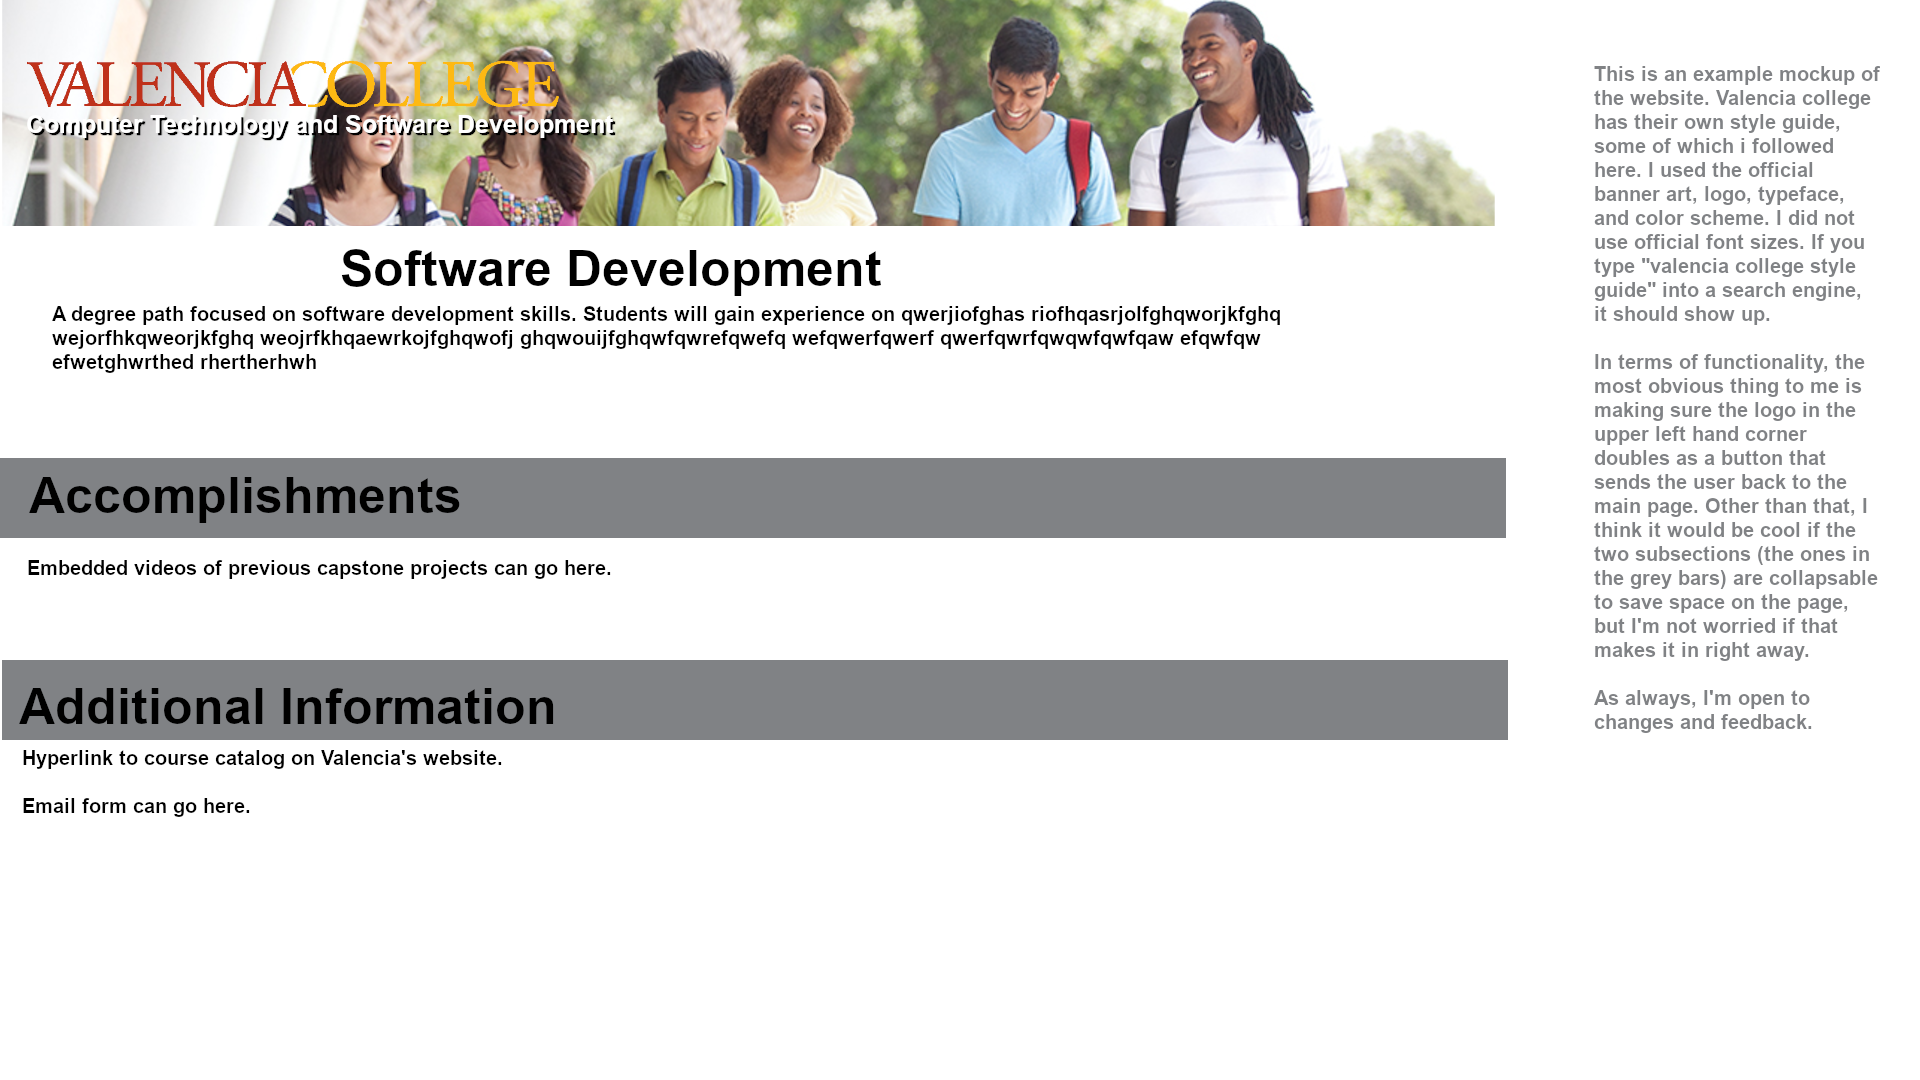 VALENCIACOLLEGE
Computer Technology and Software Development
Software Development
A degree path focused on software development skills. Students will gain experience on qwerjiofghas riofhqasrjolfghqworjkfghq
wejorfhkqweorjkfghq weojrfkhqaewrkojfghqwofj ghqwouijfghqwfqwrefqwefq wefqwerfqwerf qwerfqwrfqwqwfqwfqaw efqwfqw
efwetghwrthed rhertherhwh
Accomplishments
Embedded videos of previous capstone projects can go here.
Additional Information
Hyperlink to course catalog on Valencia's website.
Email form can go here.
This is an example mockup of
the website. Valencia college
has their own style guide,
some of which i followed
here. I used the official
banner art, logo, typeface,
and color scheme. I did not
use official font sizes. If you
type "valencia college style
guide" into a search engine,
it should show up.
In terms of functionality, the
most obvious thing to me is
making sure the logo in the
upper left hand corner
doubles as a button that
sends the user back to the
main page. Other than that, I
think it would be cool if the
two subsections (the ones in
the grey bars) are collapsable
to save space on the page,
but I'm not worried if that
makes it in right away.
As always, I'm open to
changes and feedback.